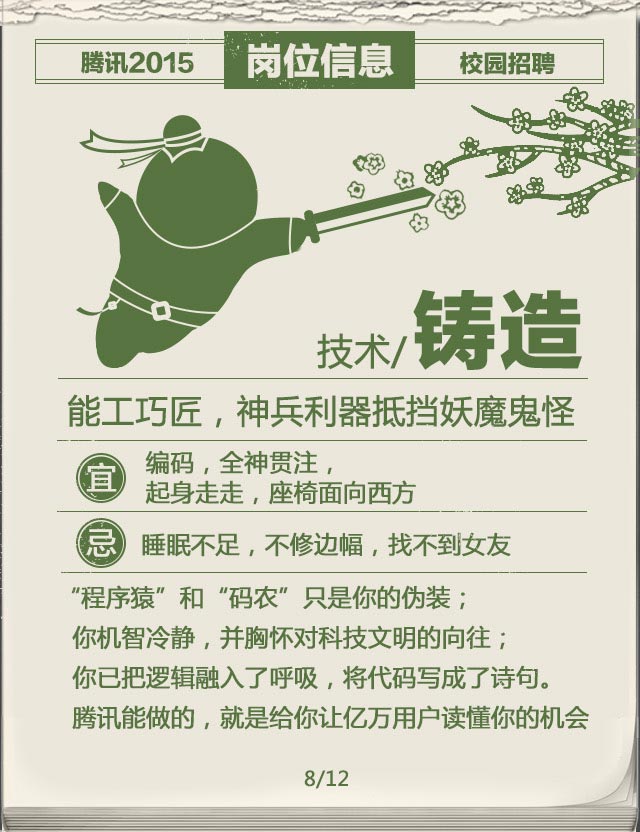 腾讯2015
岗位信息
校园招聘
技术/铸造
能工巧匠，神兵利器抵挡妖魔鬼怪
宜
编码，全神贯注，
起身走走，座椅面向西方
忌
睡眠不足，不修边幅，找不到女友
“程序猿”和“码农”只是你的伪装；
你机智冷静，并胸怀对科技文明的向往；
你已把逻辑融入了呼吸，将代码写成了诗句。
腾讯能做的，就是给你让亿万用户读懂你的机会
8/12